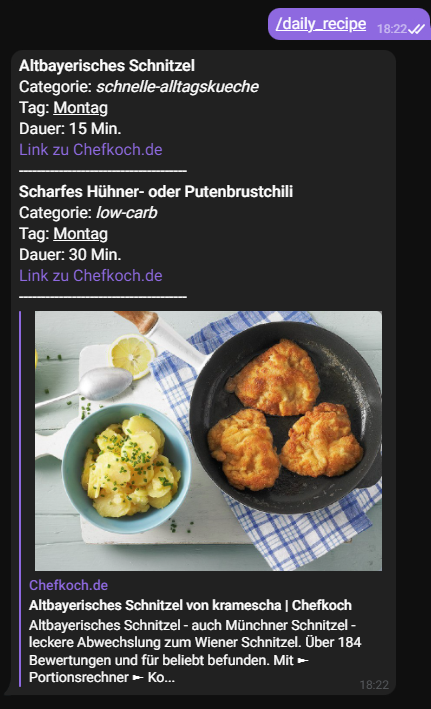 /daily_recipe 18:22
Altbayerisches Schnitzel
Categorie: schnelle-alltagskueche
Tag: Montag
Dauer: 15 Min.
Link zu Chefkoch.de
------------------------------------
Scharfes Hühner- oder Putenbrustchili
Categorie: low-carb
Tag: Montag
Dauer: 30 Min.
Link zu Chefkoch.de
------------------------------------
Chefkoch.de
Altbayerisches Schnitzel von kramescha | Chefkoch
Altbayerisches Schnitzel - auch Münchner Schnitzel -
leckere Abwechslung zum Wiener Schnitzel. Über 184
Bewertungen und für beliebt befunden. Mit ►
Portionsrechner ► Ko...
18:22